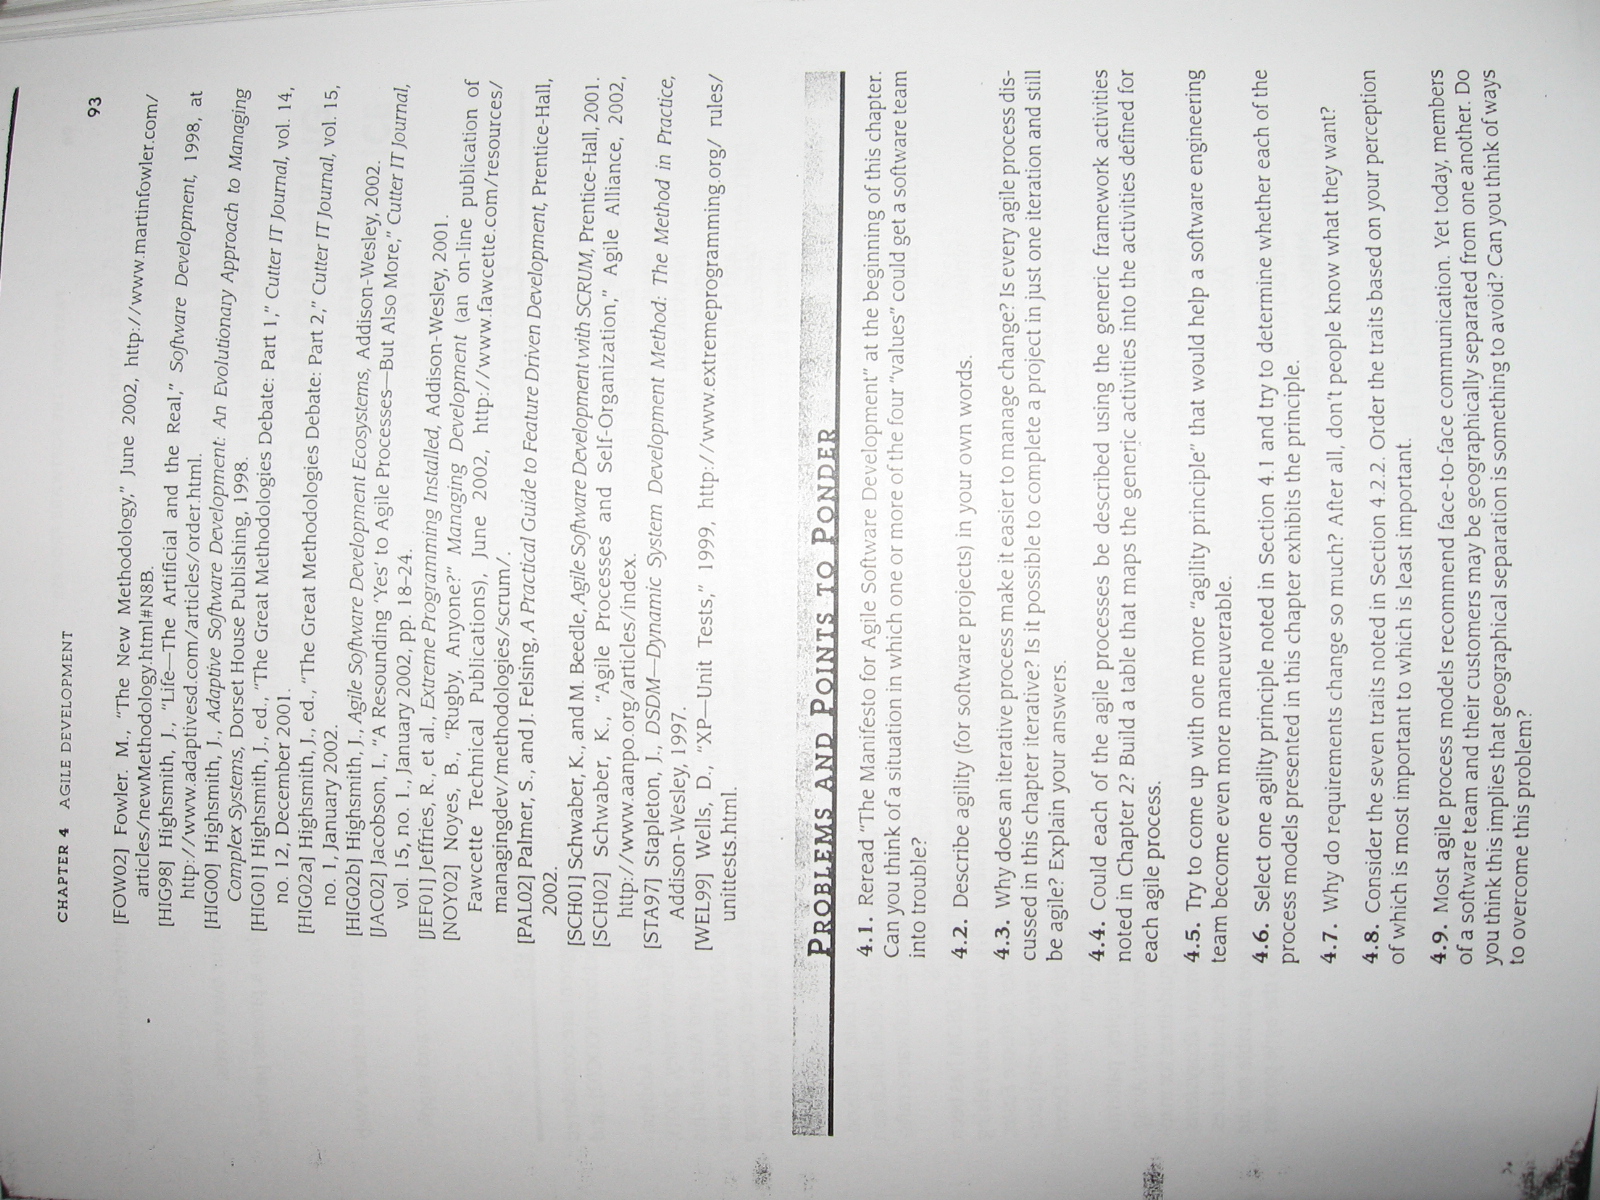 CHAPTER 4 AGILE DEVELOPMENT
93
[FOW02] Fowler. M., “The New Methodology,” June 2002, http://www.martinfowler.com/
articles/newMethodology.html#N8B.
[HIG98] Highsmith, J., “Life—The Artificial and the Real,” Software Development, 1998, at
http://www.adaptivesd.com/articles/order.html.
[HIG00] Highsmith, J., Adaptive Software Development: An Evolutionary Approach to Managing
Complex Systems, Dorset House Publishing, 1998.
[HIG01] Highsmith, J., ed., “The Great Methodologies Debate: Part 1,” Cutter IT Journal, vol. 14,
no. 12, December 2001.
[HIG02a] Highsmith, J., ed., “The Great Methodologies Debate: Part 2,” Cutter IT Journal, vol. 15,
no. 1, January 2002.
[HIG02b] Highsmith, J., Agile Software Development Ecosystems, Addison-Wesley, 2002.
[JAC02] Jacobson, I., “A Resounding ‘Yes’ to Agile Processes—But Also More,” Cutter IT Journal,
vol. 15, no. 1., January 2002, pp. 18–24.
[JEF01] Jeffries, R., et al., Extreme Programming Installed, Addison-Wesley, 2001.
[NOY02] Noyes, B., “Rugby, Anyone?” Managing Development (an on-line publication of
Fawcette Technical Publications), June 2002, http://www.fawcette.com/resources/
managingdev/methodologies/scrum/.
[PAL02] Palmer, S., and J. Felsing, A Practical Guide to Feature Driven Development, Prentice-Hall,
2002.
[SCH01] Schwaber, K., and M. Beedle, Agile Software Development with SCRUM, Prentice-Hall, 2001.
[SCH02] Schwaber, K., “Agile Processes and Self-Organization,” Agile Alliance, 2002,
http://www.aanpo.org/articles/index.
[STA97] Stapleton, J., DSDM—Dynamic System Development Method: The Method in Practice,
Addison-Wesley, 1997.
[WEL99] Wells, D., “XP—Unit Tests,” 1999, http://www.extremeprogramming.org/ rules/
unittests.html.
PROBLEMS AND POINTS TO PONDER
4.1. Reread “The Manifesto for Agile Software Development” at the beginning of this chapter.
Can you think of a situation in which one or more of the four “values” could get a software team
into trouble?
4.2. Describe agility (for software projects) in your own words.
4.3. Why does an iterative process make it easier to manage change? Is every agile process dis-
cussed in this chapter iterative? Is it possible to complete a project in just one iteration and still
be agile? Explain your answers.
4.4. Could each of the agile processes be described using the generic framework activities
noted in Chapter 2? Build a table that maps the generic activities into the activities defined for
each agile process.
4.5. Try to come up with one more “agility principle” that would help a software engineering
team become even more maneuverable.
4.6. Select one agility principle noted in Section 4.1 and try to determine whether each of the
process models presented in this chapter exhibits the principle.
4.7. Why do requirements change so much? After all, don’t people know what they want?
4.8. Consider the seven traits noted in Section 4.2.2. Order the traits based on your perception
of which is most important to which is least important.
4.9. Most agile process models recommend face-to-face communication. Yet today, members
of a software team and their customers may be geographically separated from one another. Do
you think this implies that geographical separation is something to avoid? Can you think of ways
to overcome this problem?